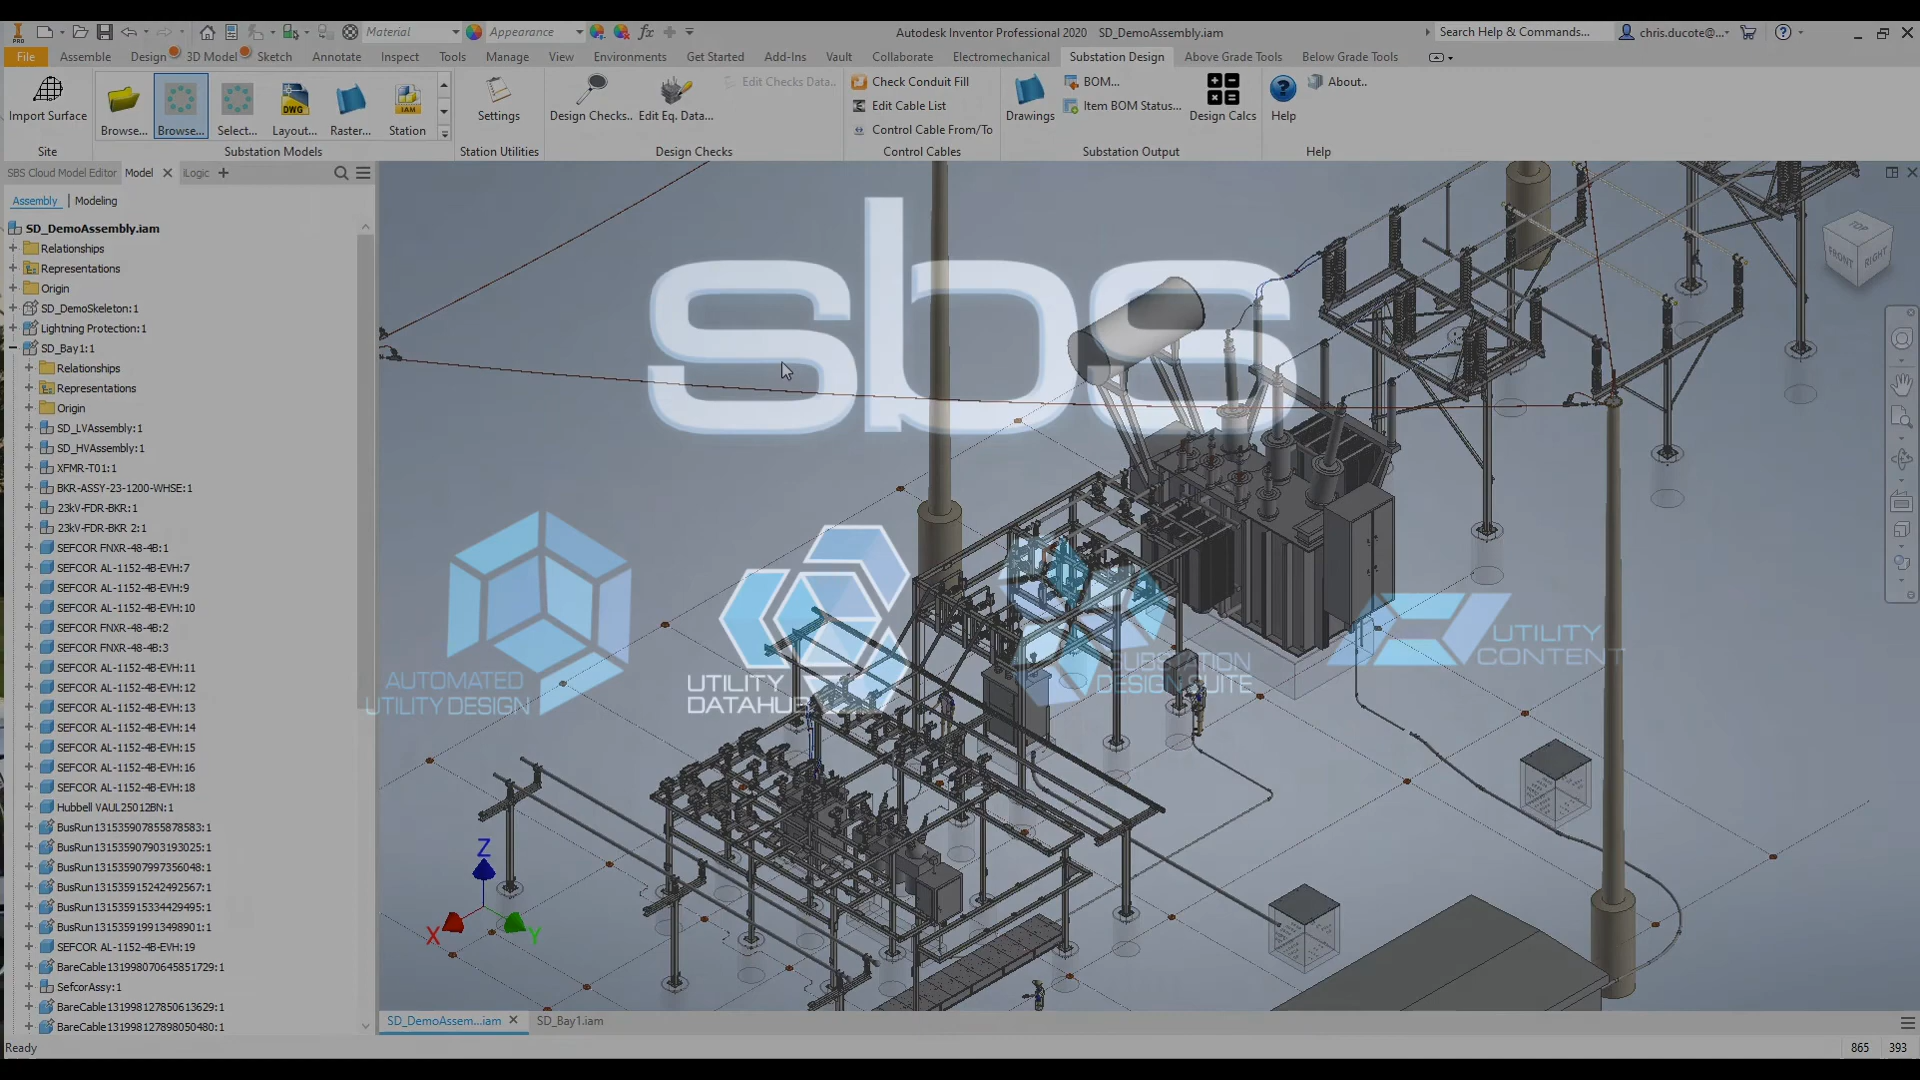 Material
Appearance
Autodesk Inventor Professional 2020 SD_DemoAssembly.iam
Search Help & Commands...
chris.ducote@...
File
Assemble
Design
3D Model
Sketch
Annotate
Inspect
Tools
Manage
View
Environments
Get Started
Add-Ins
Vault
Collaborate
Electromechanical
Substation Design
Above Grade Tools
Below Grade Tools
Import Surface
Browse...
Browse...
Select...
DWG
Layout...
Raster...
IAM
Station
Settings
Design Checks..
Edit Eq. Data...
Edit Checks Data..
Check Conduit Fill
Edit Cable List
Control Cable From/To
Drawings
BOM...
Item BOM Status...
Design Calcs
Help
About..
Site
Substation Models
Station Utilities
Design Checks
Control Cables
Substation Output
Help
SBS Cloud Model Editor
Model
iLogic
Assembly | Modeling
SD_DemoAssembly.iam
Relationships
Representations
Origin
SD_DemoSkeleton:1
Lightning Protection:1
SD_Bay1:1
Relationships
Representations
Origin
SD_LVAssembly:1
SD_HVAssembly:1
XFMR-T01:1
BKR-ASSY-23-1200-WHSE:1
23kV-FDR-BKR:1
23kV-FDR-BKR 2:1
SEFCOR FNXR-48-4B:1
SEFCOR AL-1152-4B-EVH:7
SEFCOR AL-1152-4B-EVH:9
SEFCOR AL-1152-4B-EVH:10
SEFCOR FNXR-48-4B:2
SEFCOR FNXR-48-4B:3
SEFCOR AL-1152-4B-EVH:11
SEFCOR AL-1152-4B-EVH:12
SEFCOR AL-1152-4B-EVH:13
SEFCOR AL-1152-4B-EVH:14
SEFCOR AL-1152-4B-EVH:15
SEFCOR AL-1152-4B-EVH:16
SEFCOR AL-1152-4B-EVH:18
Hubbell VAUL25012BN:1
BusRun131535907855878583:1
BusRun131535907903193025:1
BusRun131535907997356048:1
BusRun131535915242492567:1
BusRun131535915334429495:1
BusRun131535919913498901:1
SEFCOR AL-1152-4B-EVH:19
BareCable131998070645851729:1
SefcorAssy:1
BareCable131998127850613629:1
BareCable131998127898050480:1
sbs
AUTOMATED
UTILITY DESIGN
UTILITY
DATAHUB
SUBSTATION
DESIGN SUITE
UTILITY
CONTENT
TOP
FRONT
RIGHT
Z
X
Y
SD_DemoAssem...iam
SD_Bay1.iam
Ready
865
393